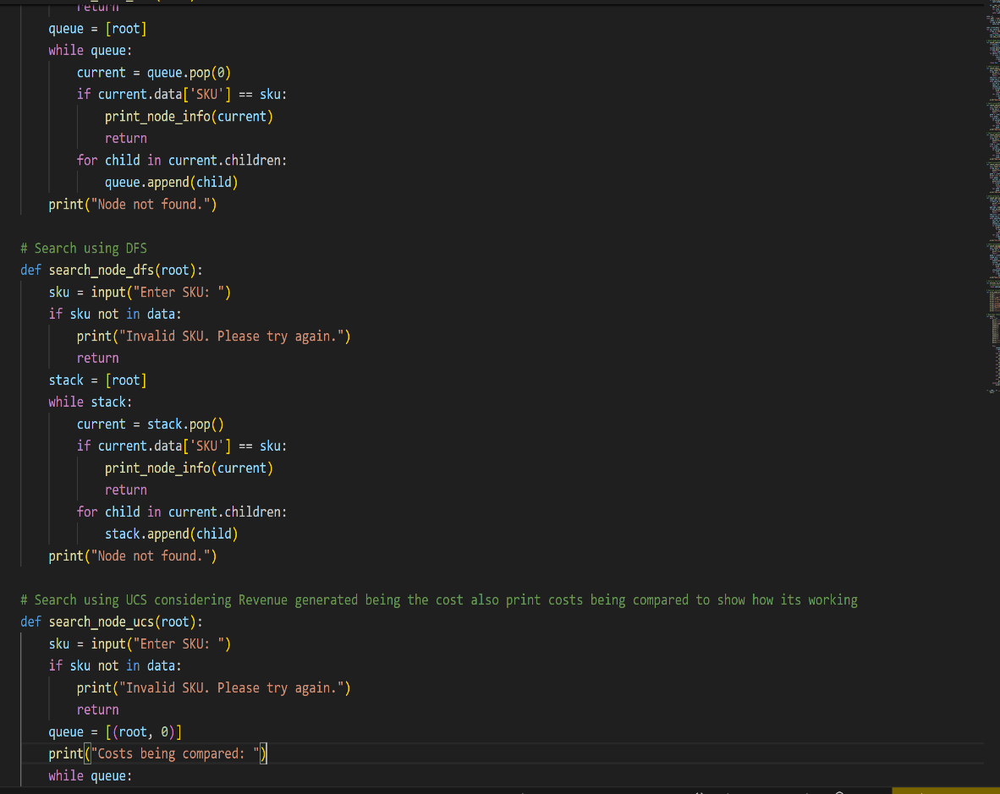 return
queue = [root]
while queue:
current = queue.pop(0)
if current.data['SKU'] == sku:
print_node_info(current)
return
for child in current.children:
queue.append(child)
print("Node not found.")
# Search using DFS
def search_node_dfs(root):
sku = input("Enter SKU: ")
if sku not in data:
print("Invalid SKU. Please try again.")
return
stack = [root]
while stack:
current = stack.pop()
if current.data['SKU'] == sku:
print_node_info(current)
return
for child in current.children:
stack.append(child)
print("Node not found.")
# Search using UCS considering Revenue generated being the cost also print costs being compared to show how its working
def search_node_ucs(root):
sku = input("Enter SKU: ")
if sku not in data:
print("Invalid SKU. Please try again.")
return
queue = [(root, 0)]
print("Costs being compared: ")
while queue: